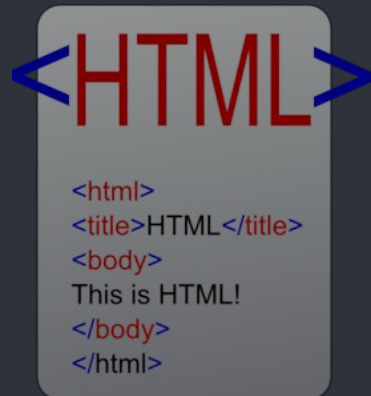 <HTML>
<html>
<title>HTML</title>
<body>
This is HTML!
</body>
</html>